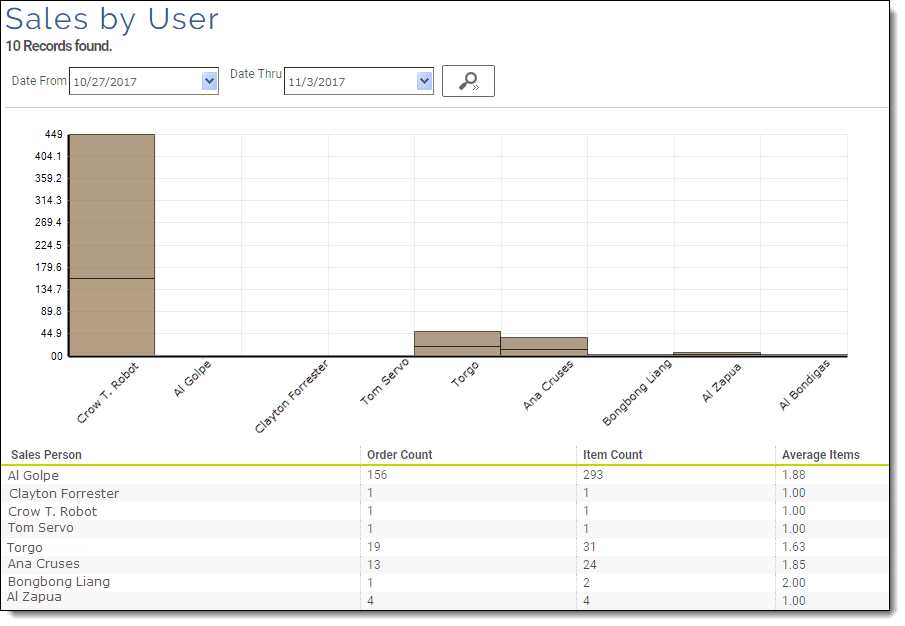 Sales by User
10 Records found.
Date From 10/27/2017 Date Thru 11/3/2017
449
404.1
359.2
314.3
269.4
224.5
179.6
134.7
89.8
44.9
00
Crow T. Robot Al Golpe Clayton Forrester Tom Servo Torgo Ana Cruses Bongbong Liang Al Zapua Al Bondigas
Sales Person Order Count Item Count Average Items
Al Golpe 156 293 1.88
Clayton Forrester 1 1 1.00
Crow T. Robot 1 1 1.00
Tom Servo 1 1 1.00
Torgo 19 31 1.63
Ana Cruses 13 24 1.85
Bongbong Liang 1 2 2.00
Al Zapua 4 4 1.00